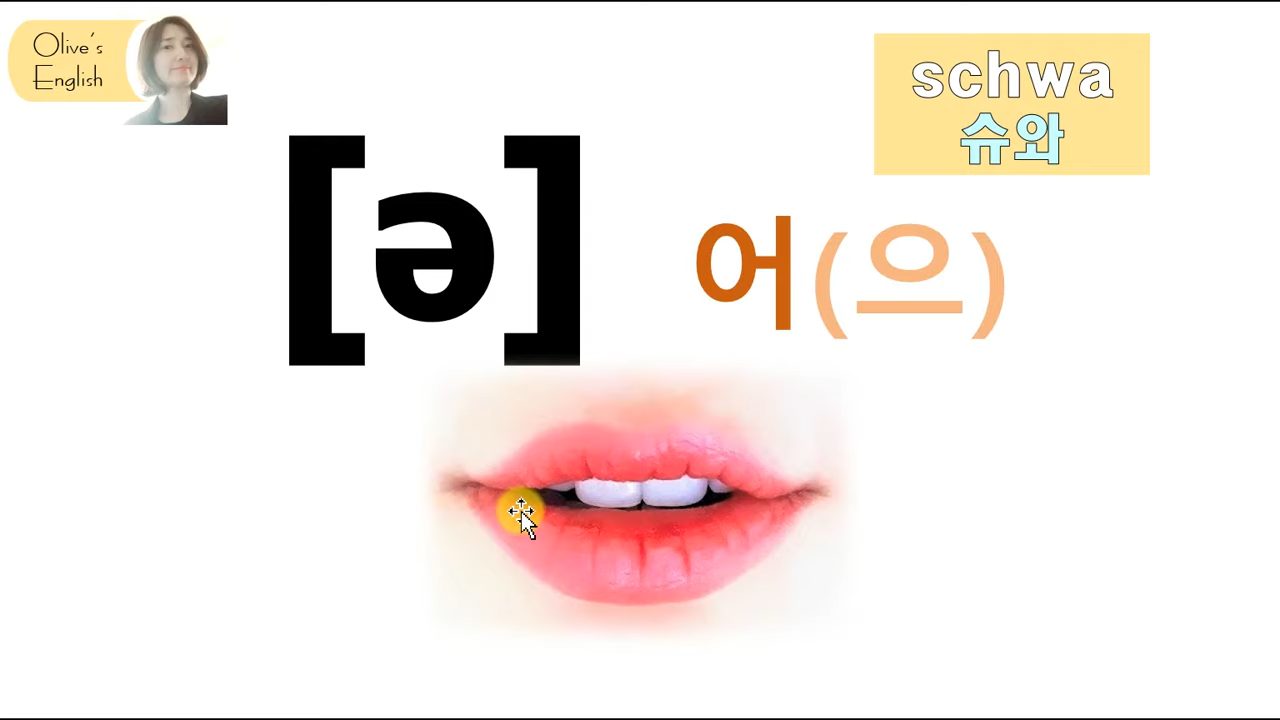 Olive's
English
schwa
슈와
[ə] 어(으)